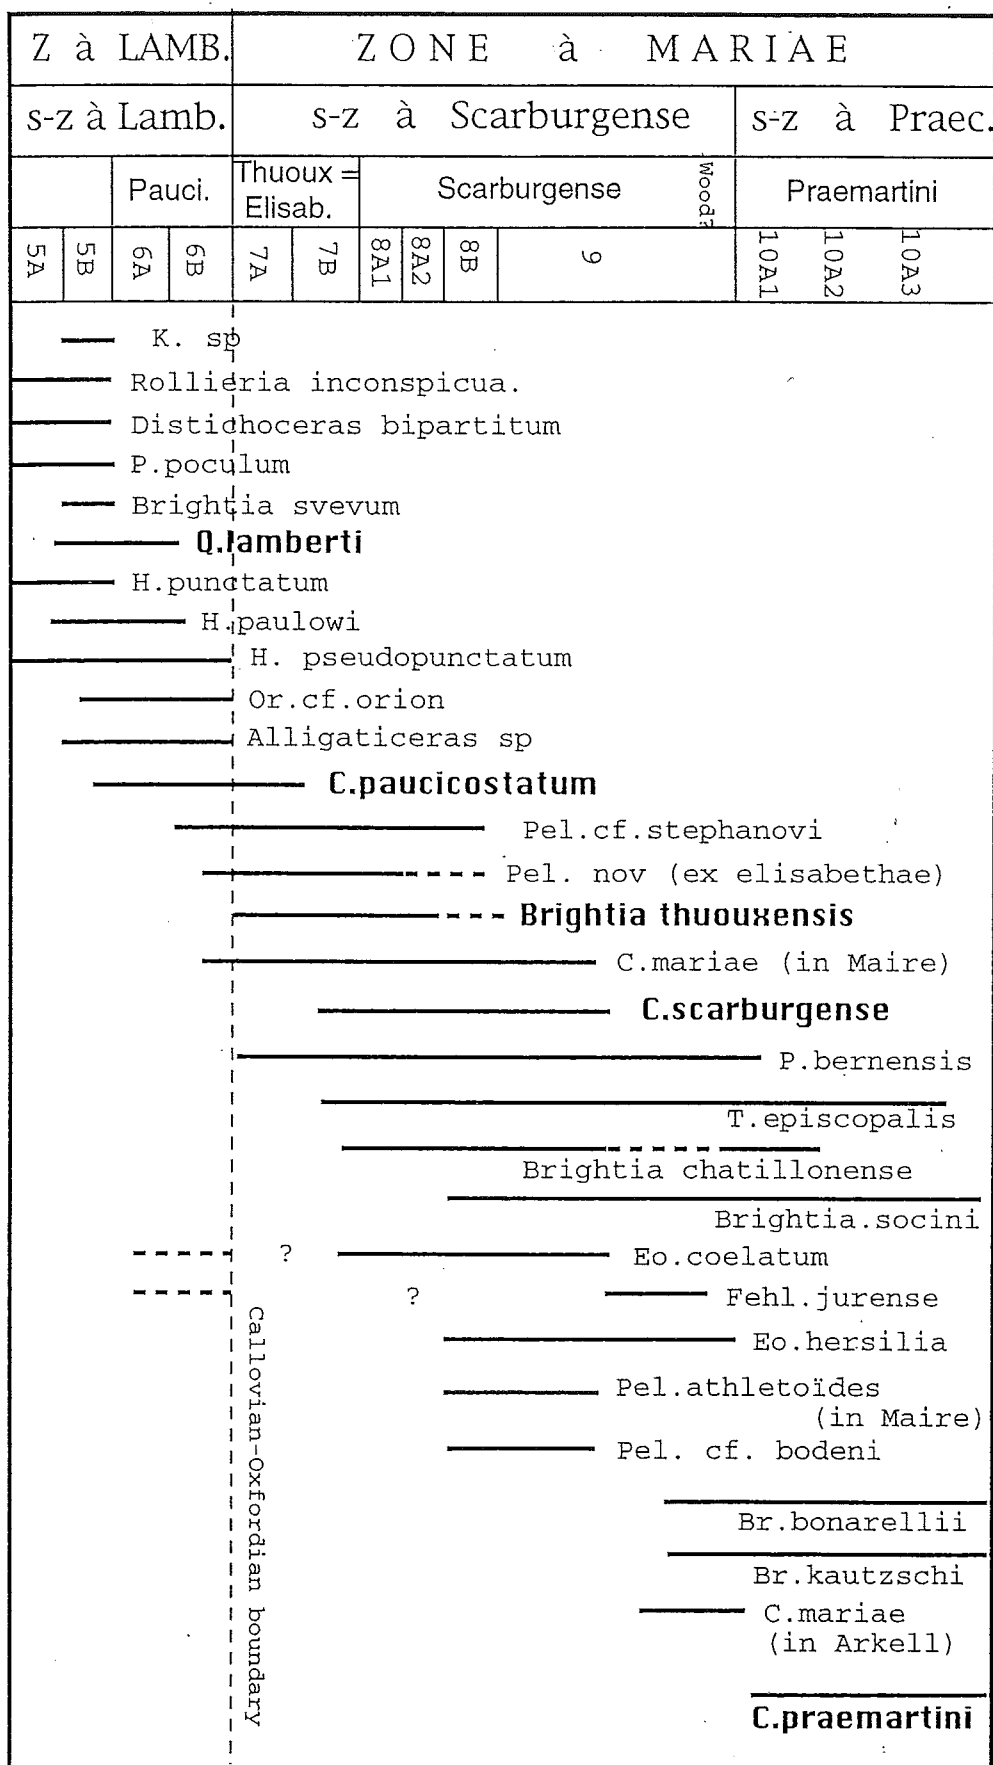 Z à LAMB. ZONE à MARIAE
s-z à Lamb. s-z à Scarburgense s-z à Praec.
Pauci. Thuoux = Scarburgense Praemartini
Elisab.
5A 5B 6A 6B 7A 7B 8A1 8A2 8B 9 10A1 10A2 10A3
K. sp
Rollieria inconspicua.
Distichoceras bipartitum
P.poculum
Brightia svevum
Q.lamberti
H.punctatum
H.paulowi
H. pseudopunctatum
Or.cf.orion
Alligaticeras sp
C.paucicostatum
Pel.cf.stephanovi
Pel. nov (ex elisabethae)
Brightia thuouxensis
C.mariae (in Maire)
C.scarburgense
P.bernensis
T.episcopalis
Brightia chatillonense
Brightia.socini
? Eo.coelatum
? Fehl.jurense
Eo.hersilia
Pel.athletoïdes
(in Maire)
Pel. cf. bodeni
Br.bonarellii
Br.kautzschi
C.mariae
(in Arkell)
C.praemartini
Callovian-Oxfordian boundary